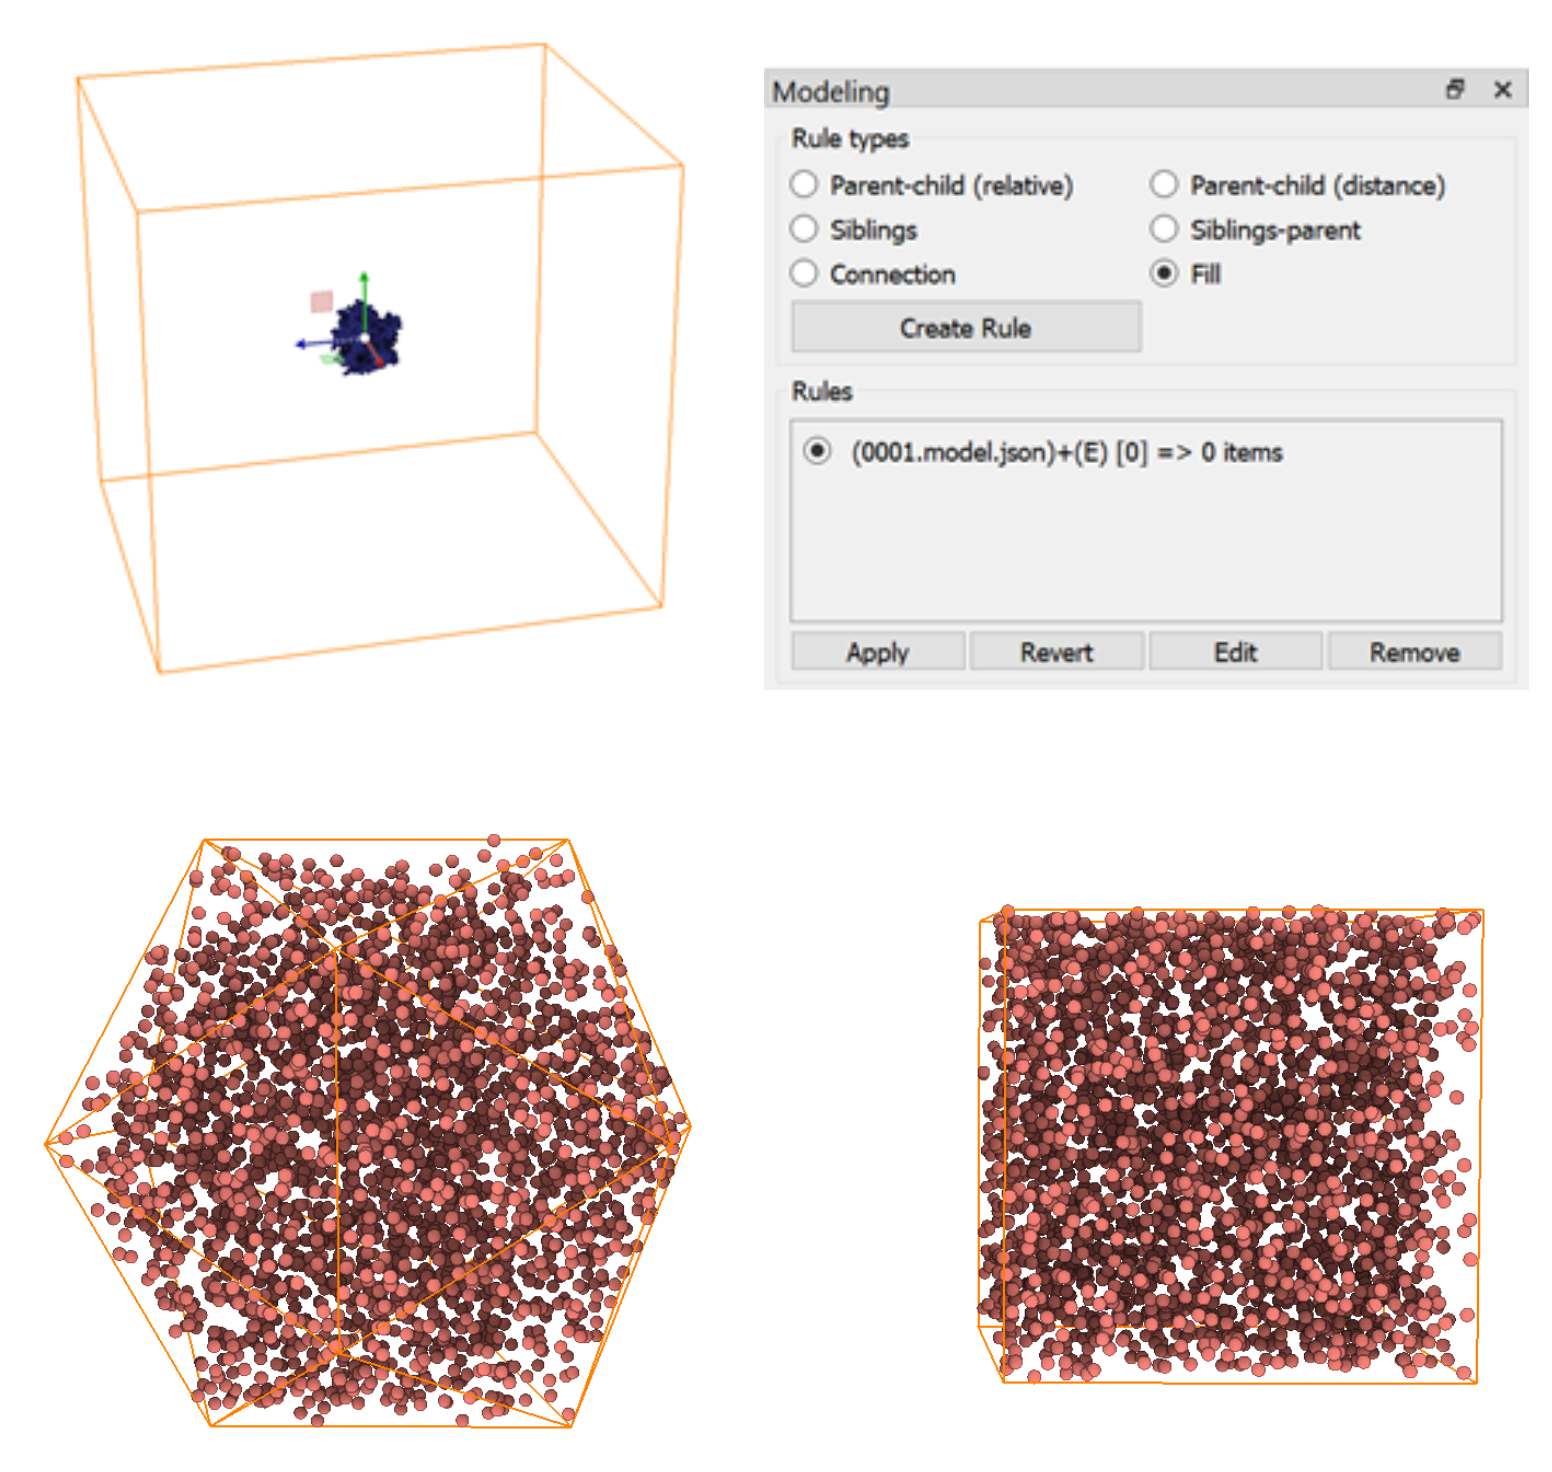 Modeling
Rule types
Parent-child (relative) Parent-child (distance)
Siblings Siblings-parent
Connection Fill
Create Rule
Rules
(0001.model.json)+(E) [0] => 0 items
Apply Revert Edit Remove